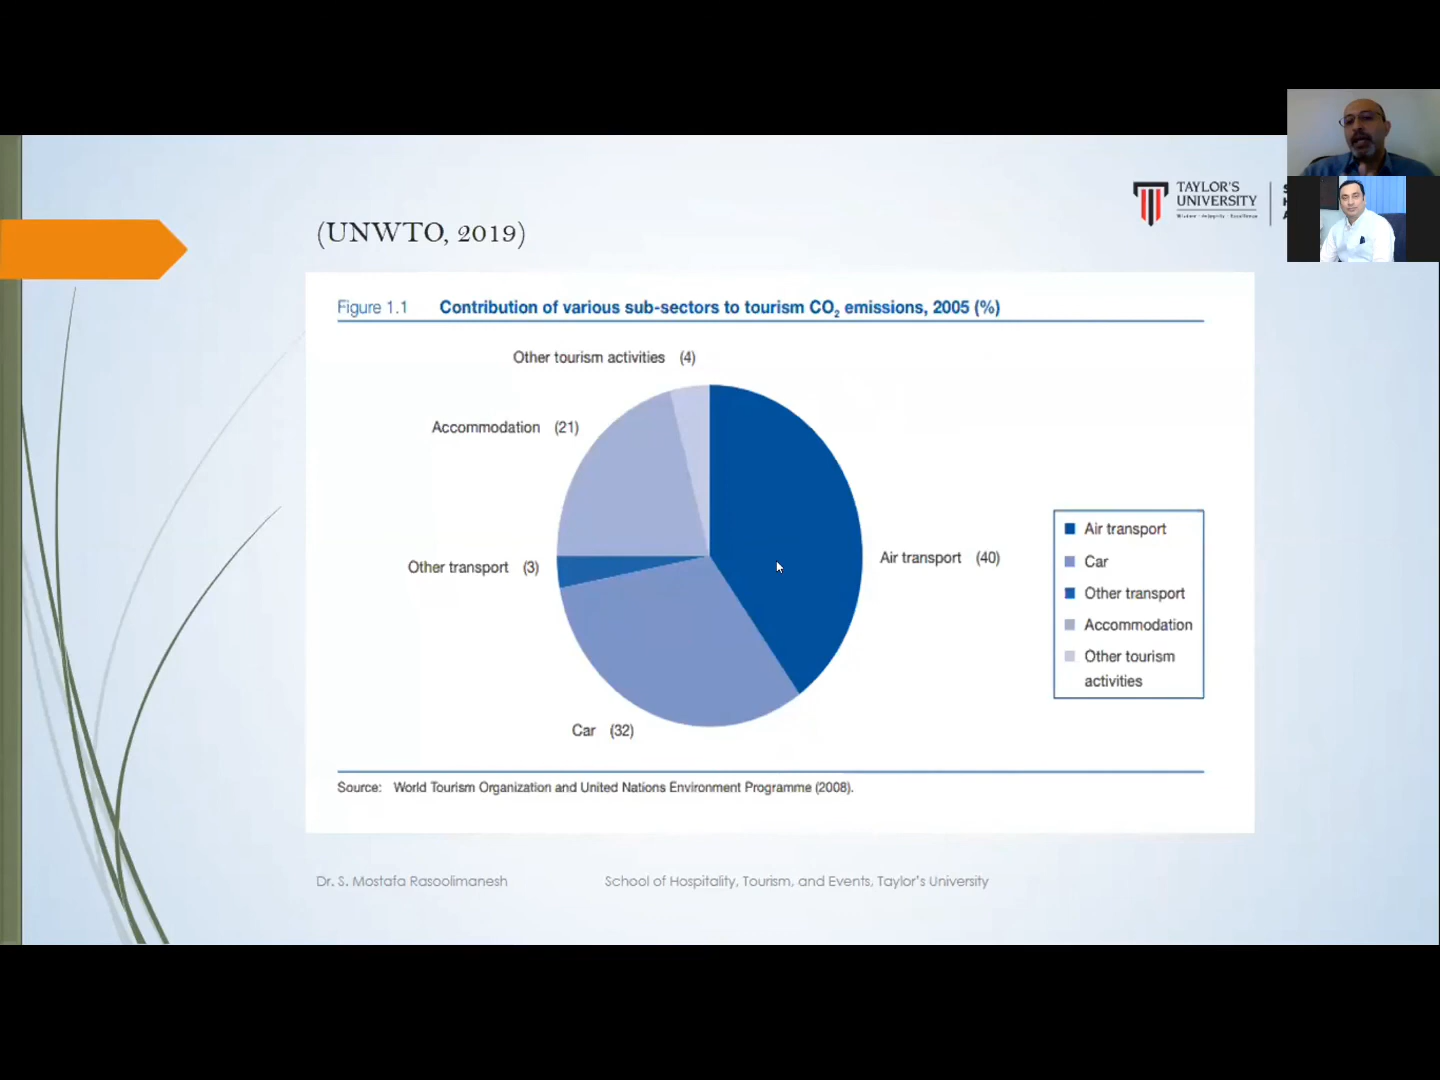 TAYLOR'S
UNIVERSITY
(UNWTO, 2019)
Figure 1.1 Contribution of various sub-sectors to tourism CO₂ emissions, 2005 (%)
Other tourism activities (4)
Accommodation (21)
Other transport (3)
Air transport (40)
Car (32)
Air transport
Car
Other transport
Accommodation
Other tourism
activities
Source: World Tourism Organization and United Nations Environment Programme (2008).
Dr. S. Mostafa Rasoolimanesh School of Hospitality, Tourism, and Events, Taylor's University